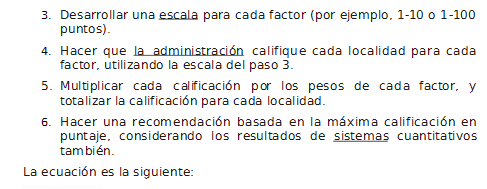 3. Desarrollar una escala para cada factor (por ejemplo, 1-10 o 1-100
puntos).
4. Hacer que la administración califique cada localidad para cada
factor, utilizando la escala del paso 3.
5. Multiplicar cada calificación por los pesos de cada factor, y
totalizar la calificación para cada localidad.
6. Hacer una recomendación basada en la máxima calificación en
puntaje, considerando los resultados de sistemas cuantitativos
también.
La ecuación es la siguiente: